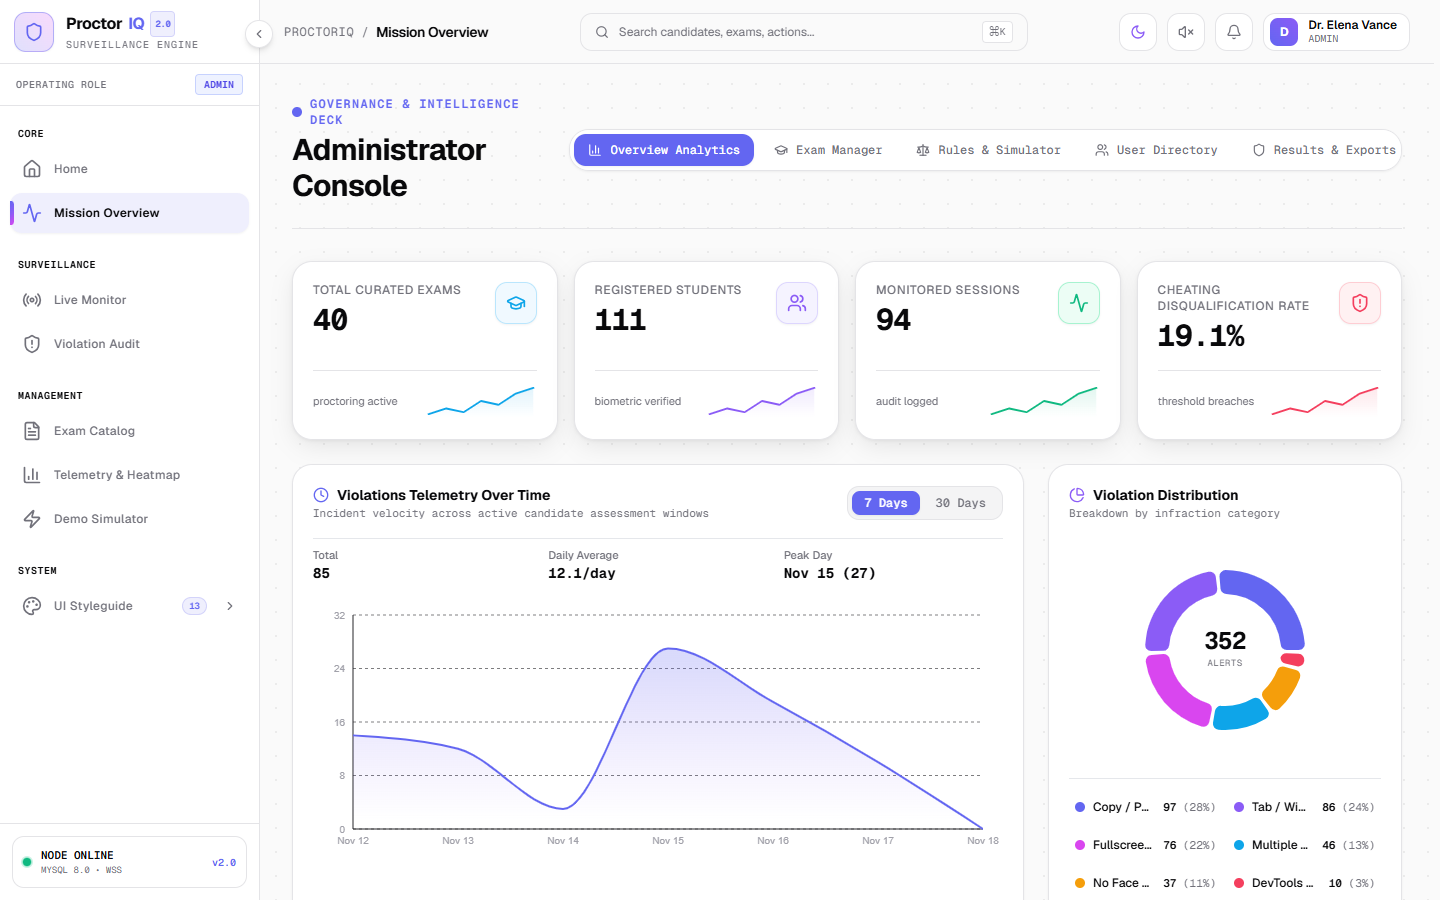 Proctor IQ 2.0
SURVEILLANCE ENGINE
OPERATING ROLE ADMIN
CORE
Home
Mission Overview
SURVEILLANCE
Live Monitor
Violation Audit
MANAGEMENT
Exam Catalog
Telemetry & Heatmap
Demo Simulator
SYSTEM
UI Styleguide 13
NODE ONLINE
MYSQL 8.0 • WSS
v2.0
PROCTORIQ / Mission Overview
Search candidates, exams, actions...
⌘K
D
Dr. Elena Vance
ADMIN
GOVERNANCE & INTELLIGENCE
DECK
Administrator
Console
Overview Analytics
Exam Manager
Rules & Simulator
User Directory
Results & Exports
TOTAL CURATED EXAMS
40
proctoring active
REGISTERED STUDENTS
111
biometric verified
MONITORED SESSIONS
94
audit logged
CHEATING
DISQUALIFICATION RATE
19.1%
threshold breaches
Violations Telemetry Over Time
Incident velocity across active candidate assessment windows
7 Days
30 Days
Total
85
Daily Average
12.1/day
Peak Day
Nov 15 (27)
32
24
16
8
0
Nov 12
Nov 13
Nov 14
Nov 15
Nov 16
Nov 17
Nov 18
Violation Distribution
Breakdown by infraction category
352
ALERTS
Copy / P... 97 (28%)
Tab / Wi... 86 (24%)
Fullscree... 76 (22%)
Multiple ... 46 (13%)
No Face ... 37 (11%)
DevTools ... 10 (3%)